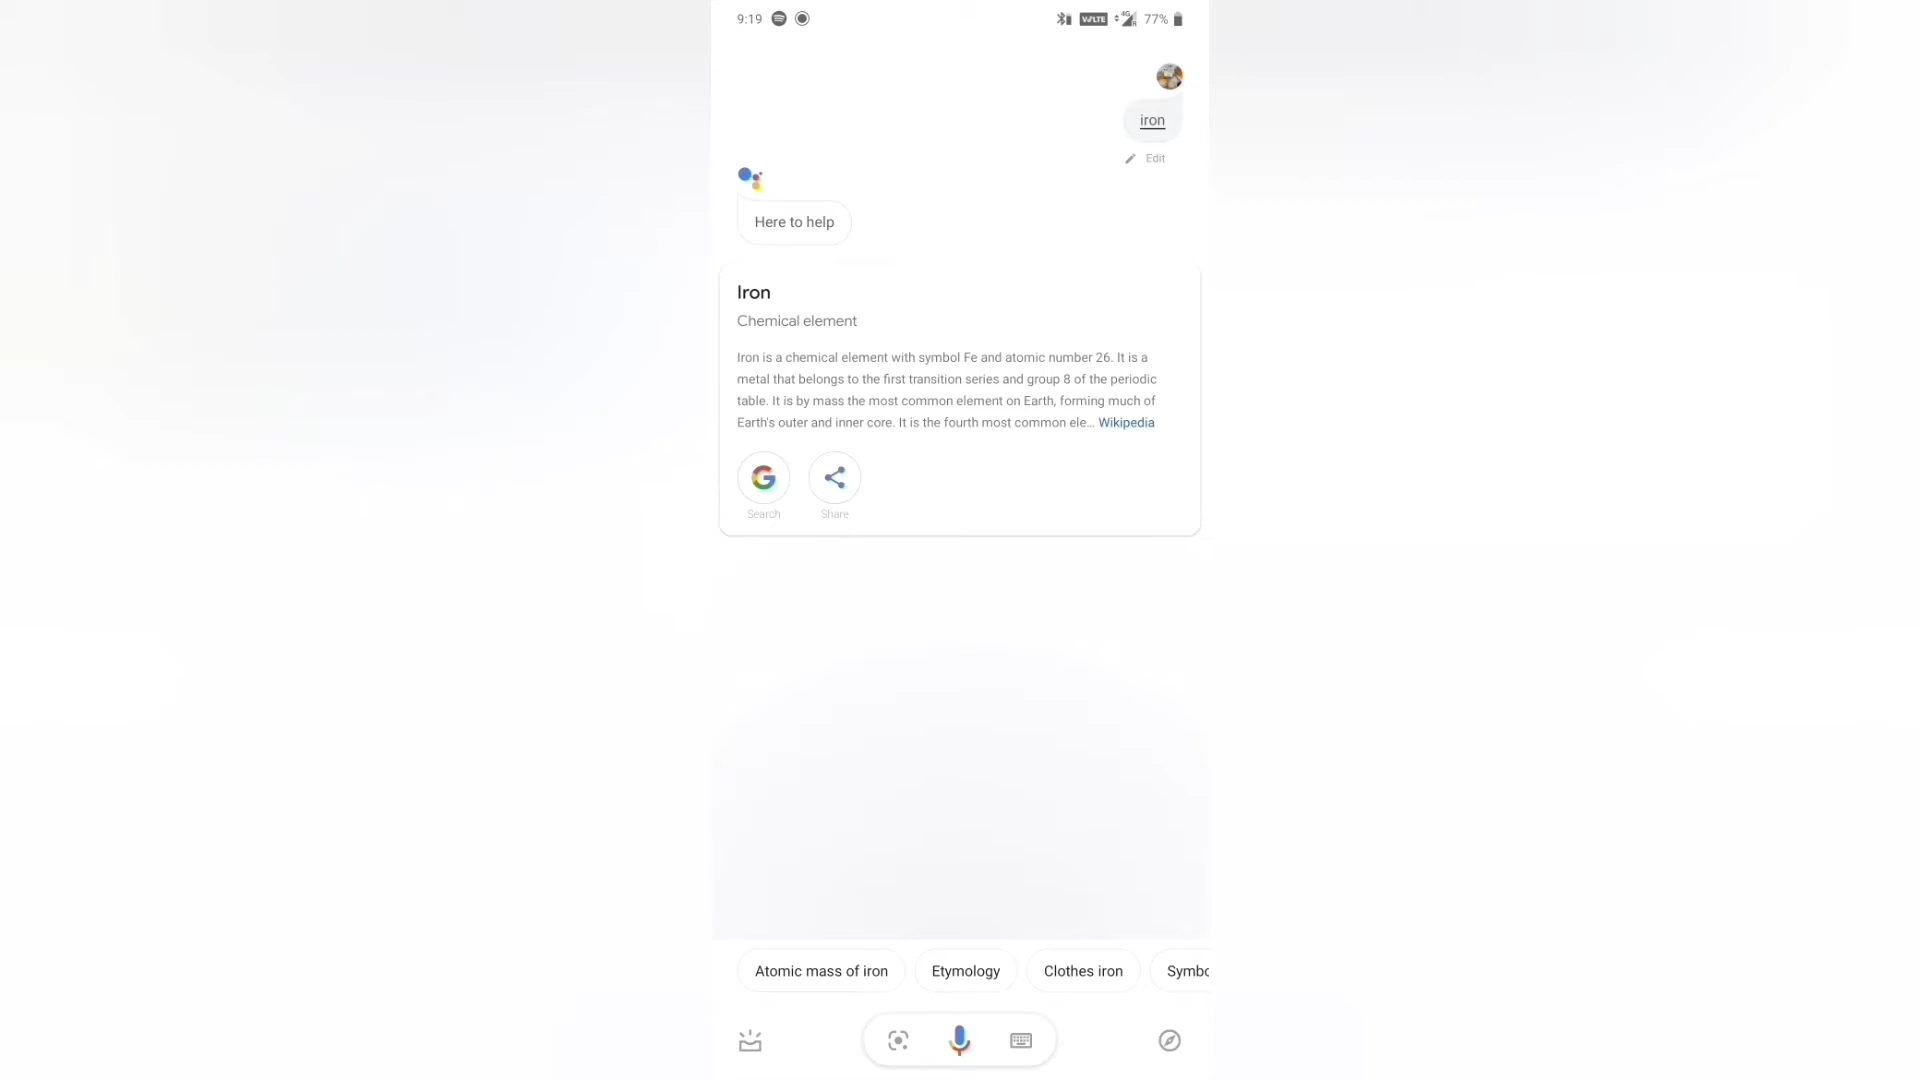 9:19
VoLTE
4G
R
77%
iron
Edit
Here to help
Iron
Chemical element
Iron is a chemical element with symbol Fe and atomic number 26. It is a
metal that belongs to the first transition series and group 8 of the periodic
table. It is by mass the most common element on Earth, forming much of
Earth's outer and inner core. It is the fourth most common ele... Wikipedia
G
Search
Share
Atomic mass of iron
Etymology
Clothes iron
Symbo